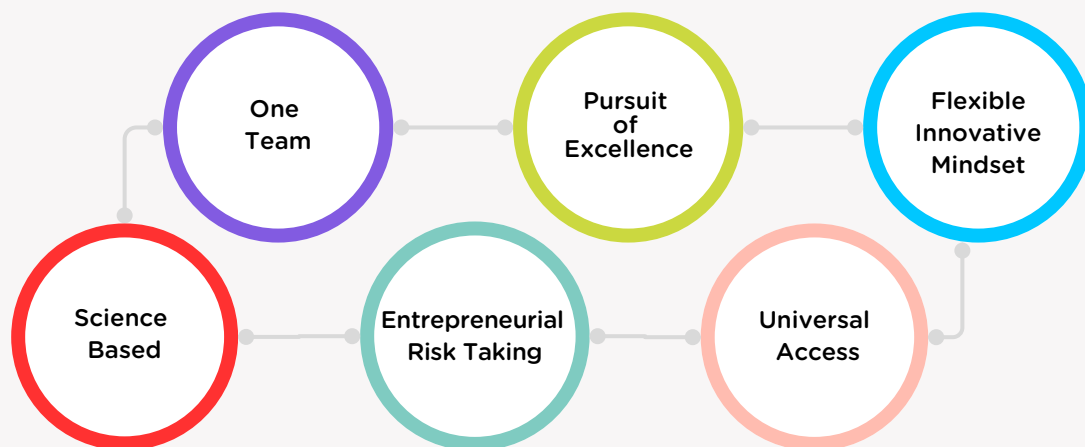 One
Team
Pursuit
of
Excellence
Flexible
Innovative
Mindset
Science
Based
Entrepreneurial
Risk Taking
Universal
Access